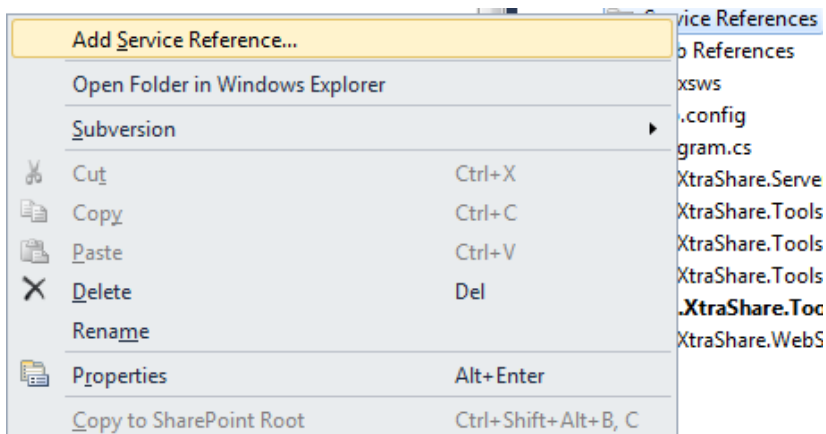 Add Service Reference...
Open Folder in Windows Explorer
Subversion
Cut Ctrl+X
Copy Ctrl+C
Paste Ctrl+V
Delete Del
Rename
Properties Alt+Enter
Copy to SharePoint Root Ctrl+Shift+Alt+B, C
Service References
b References
xsws
.config
gram.cs
XtraShare.Serve
XtraShare.Tools
XtraShare.Tools
XtraShare.Tools
.XtraShare.Too
XtraShare.WebS